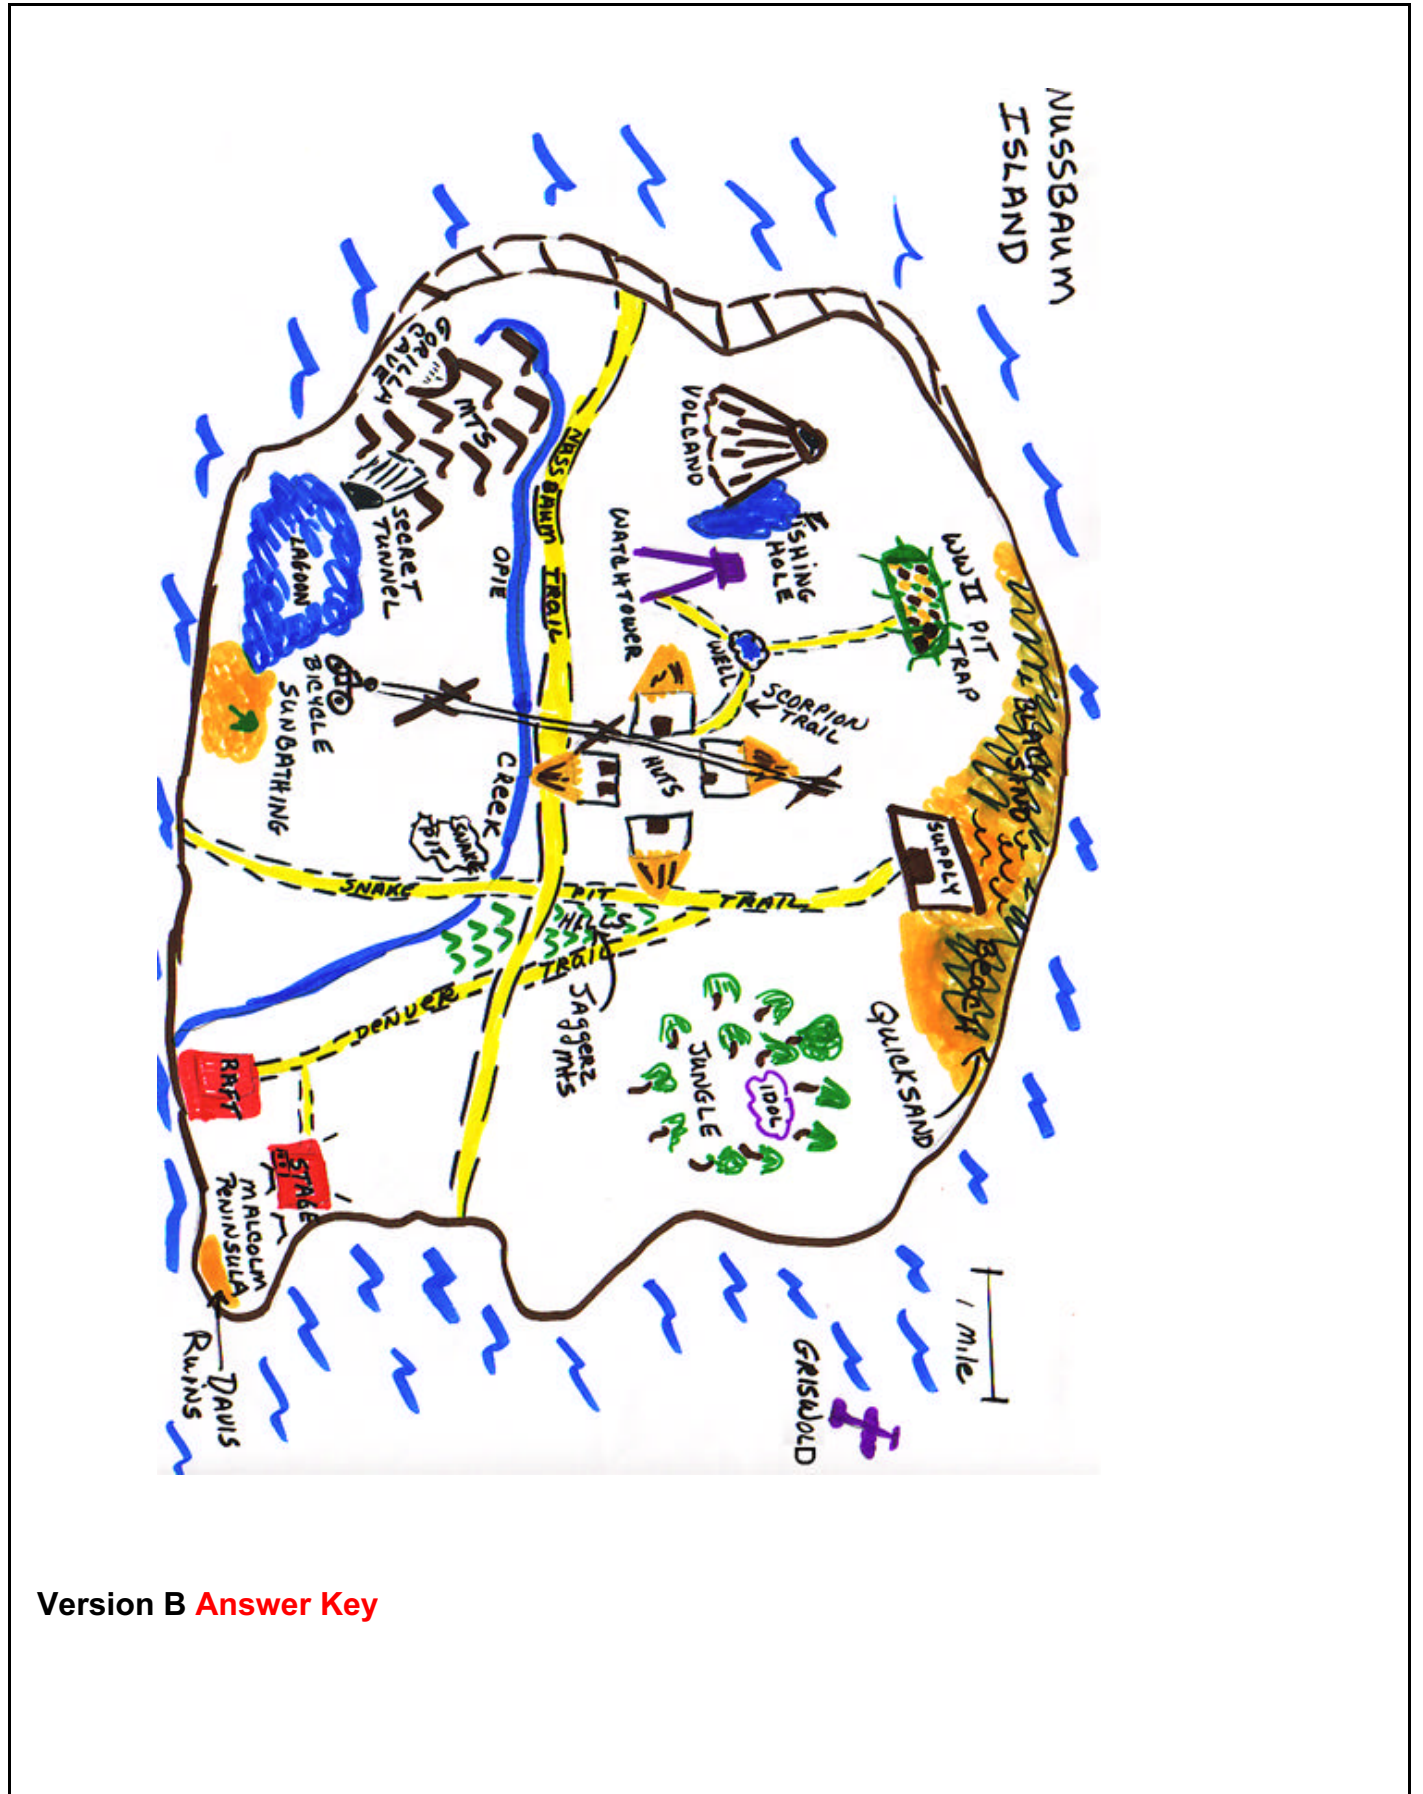 NUSSBAUM
ISLAND
WWII PIT
TRAP
BLACK
SAND
BEACH
SUPPLY
QUICKSAND
1 Mile
GRISWOLD
VOLCANO
FISHING
HOLE
WATCHTOWER
WELL
SCORPION
TRAIL
HUTS
JUNGLE
IDOL
NASSBAUM TRAIL
SNAKE PIT TRAIL
HILLS
JAGGERZ
MTS
DENVER TRAIL
OPIE CREEK
GORILLA
CAVE
MTS
SECRET
TUNNEL
LAGOON
BICYCLE
SUNBATHING
SNAKE
PIT
RAFT
STAGE
MALCOLM
PENINSULA
DAVIS
RUINS
Version B Answer Key